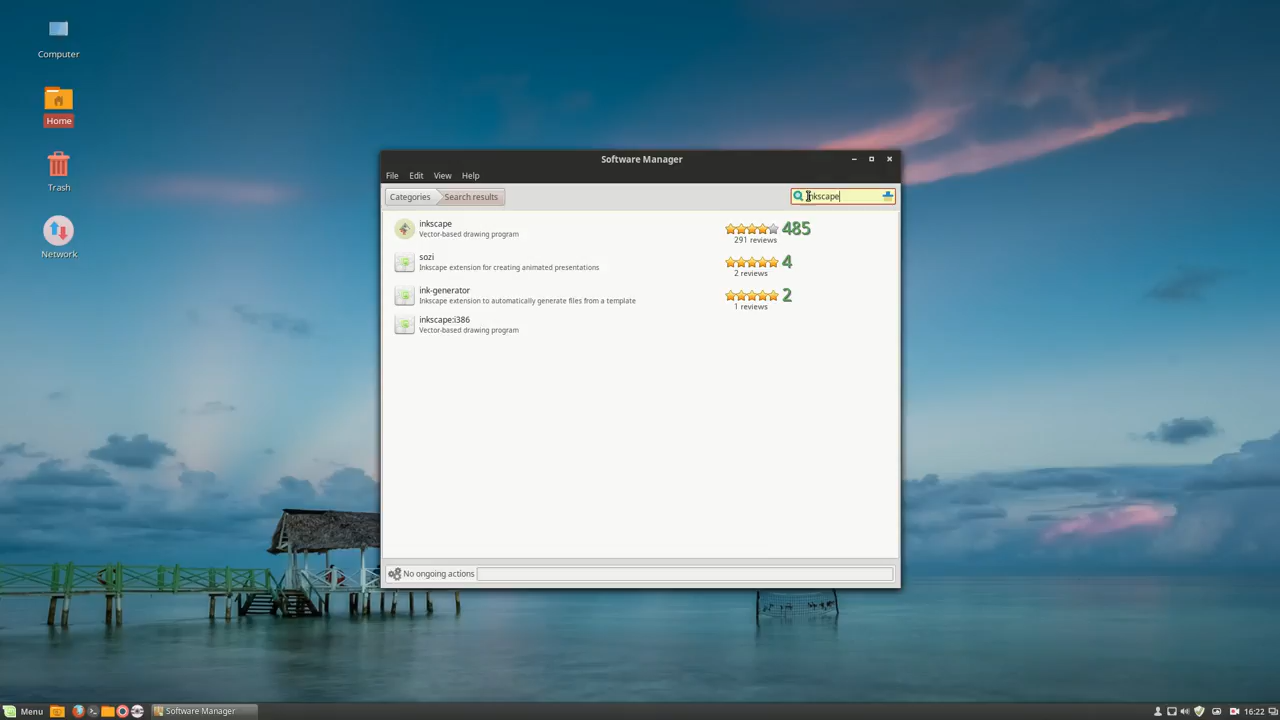 Computer
Home
Trash
Network
Software Manager
File Edit View Help
Categories Search results
inkscape
inkscape
Vector-based drawing program
485
291 reviews
sozi
Inkscape extension for creating animated presentations
4
2 reviews
ink-generator
Inkscape extension to automatically generate files from a template
2
1 reviews
inkscape:i386
Vector-based drawing program
No ongoing actions
Menu
Software Manager
16:22